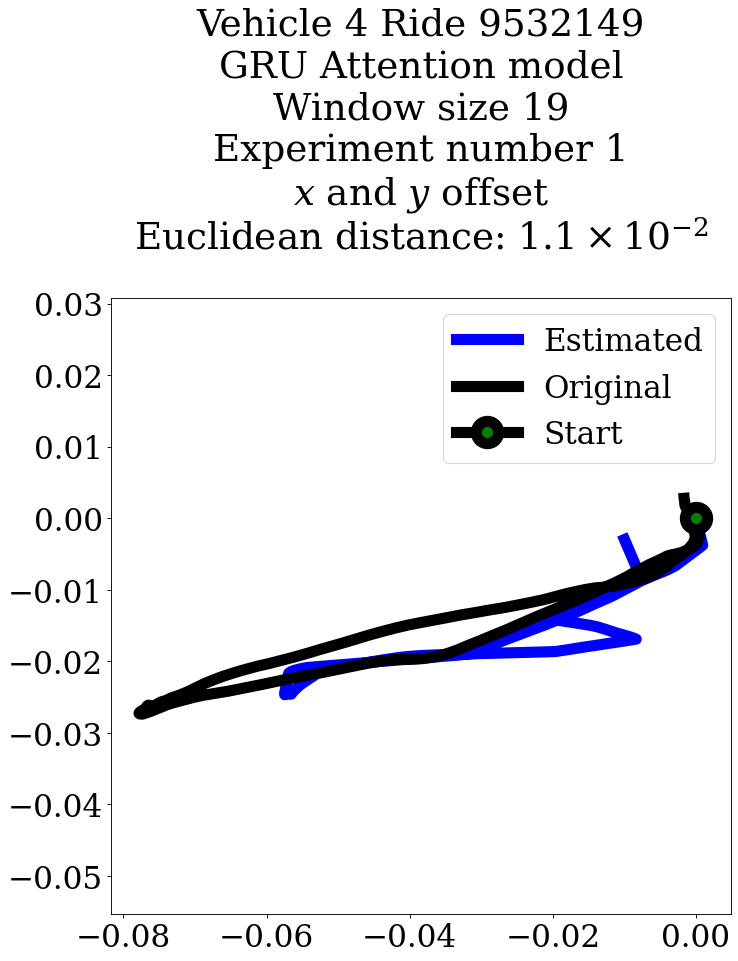 Vehicle 4 Ride 9532149
GRU Attention model
Window size 19
Experiment number 1
x and y offset
Euclidean distance: 1.1 × 10⁻²
0.03
0.02
0.01
0.00
−0.01
−0.02
−0.03
−0.04
−0.05
Estimated
Original
Start
−0.08 −0.06 −0.04 −0.02 0.00